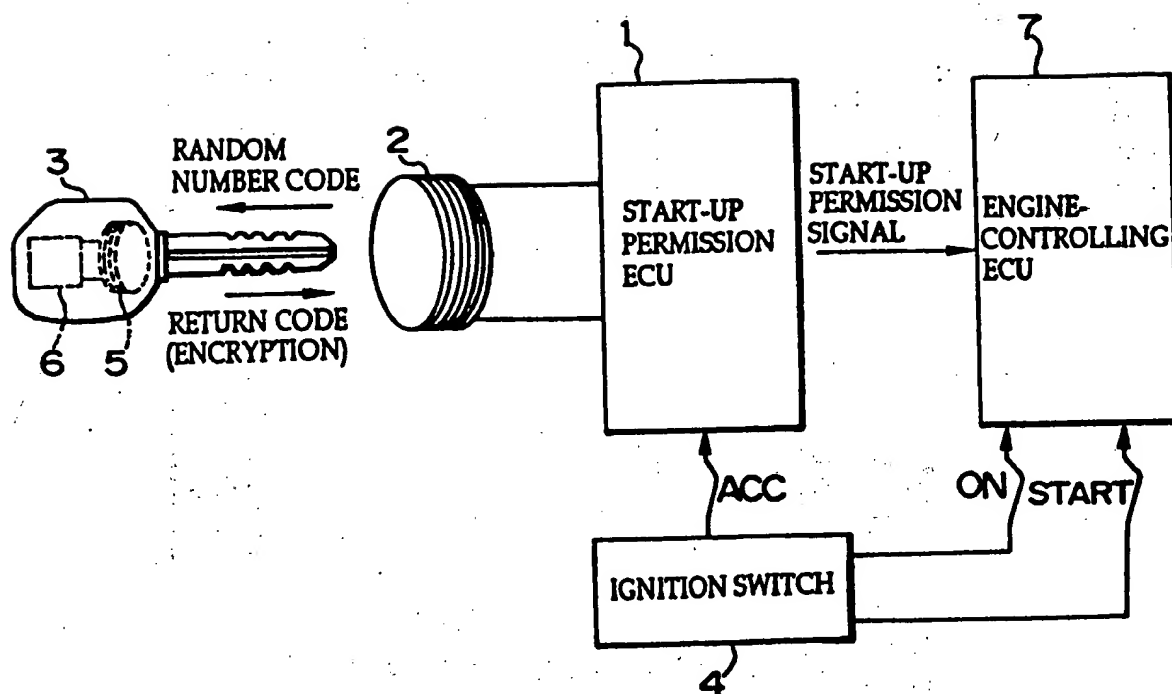 1
7
3
RANDOM
NUMBER CODE
2
START-UP
PERMISSION
ECU
START-UP
PERMISSION
SIGNAL
ENGINE-
CONTROLLING
ECU
6
5
RETURN CODE
(ENCRYPTION)
ACC
ON
START
IGNITION SWITCH
4